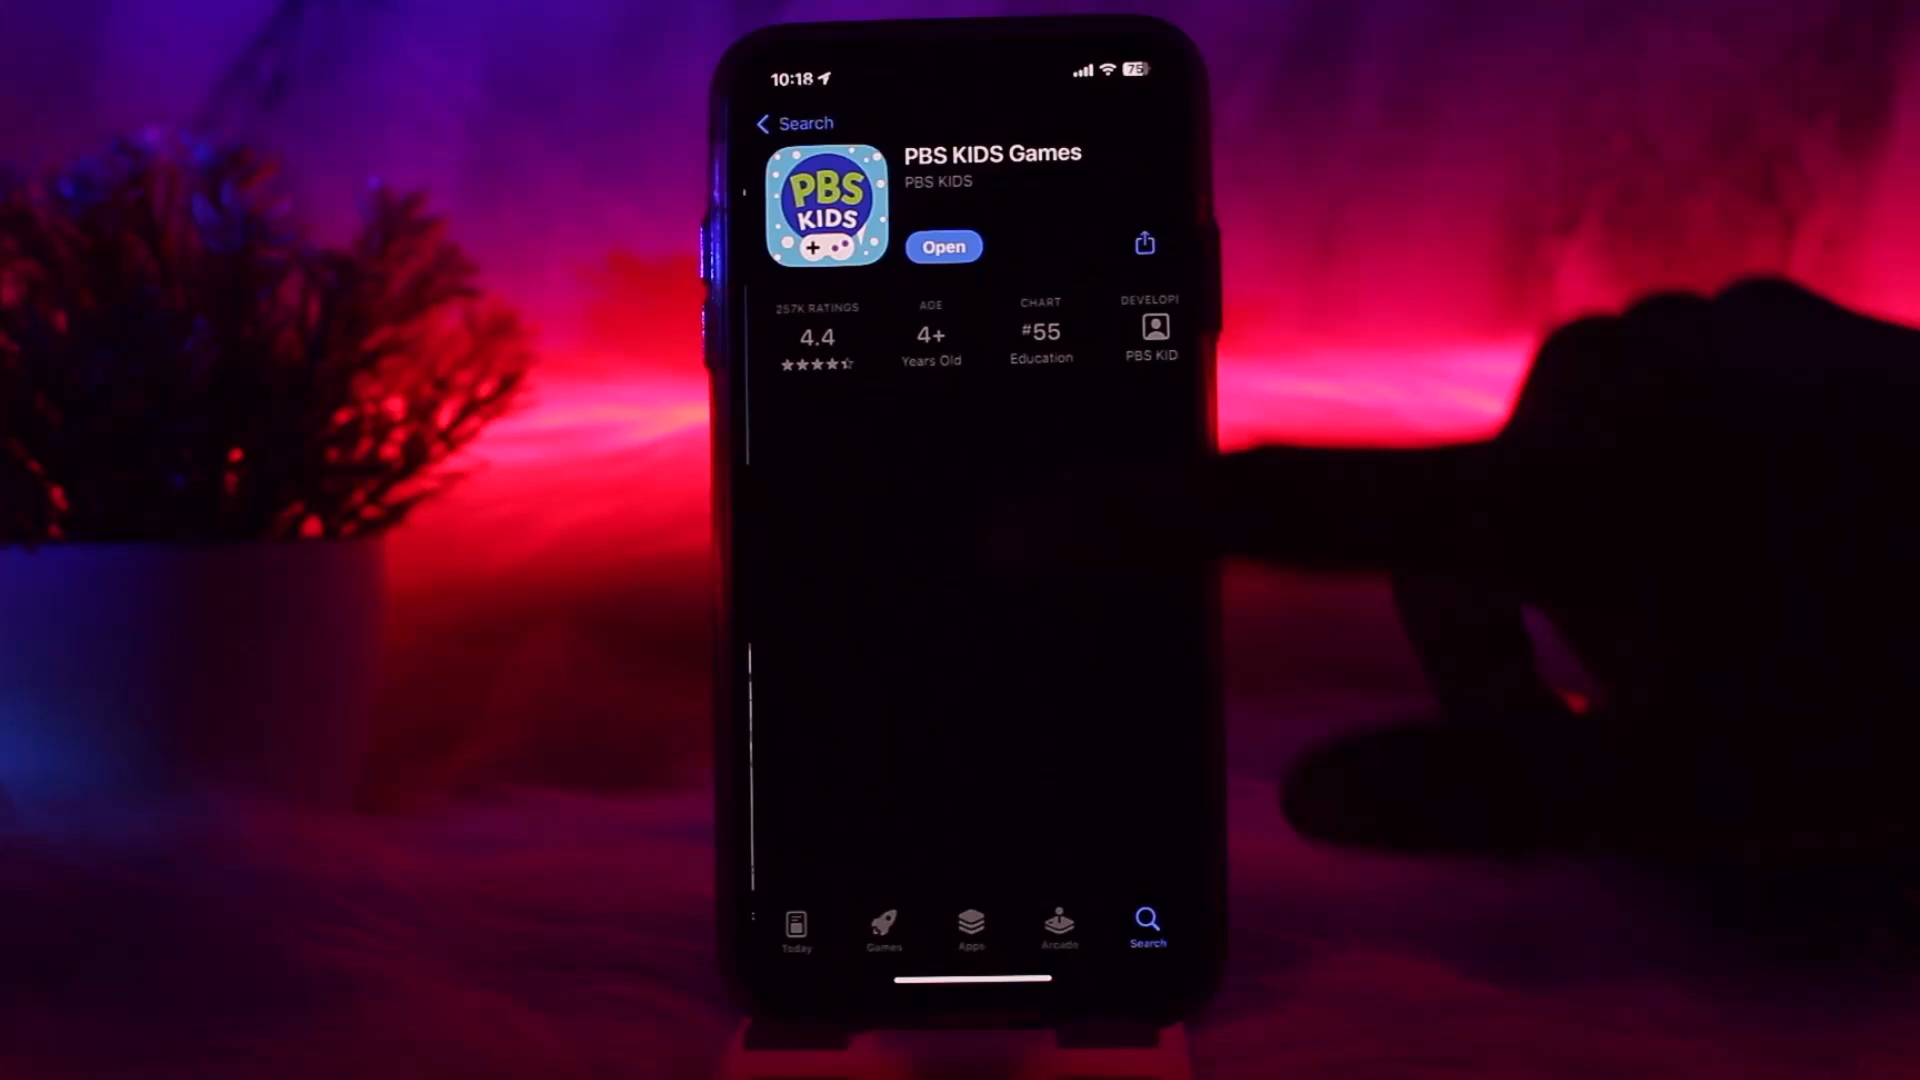 10:18
75
Search
PBS KIDS Games
PBS KIDS
PBS
KIDS
Open
257K RATINGS
4.4
AGE
4+
Years Old
CHART
#55
Education
DEVELOPI
PBS KID
Today
Games
Apps
Arcade
Search